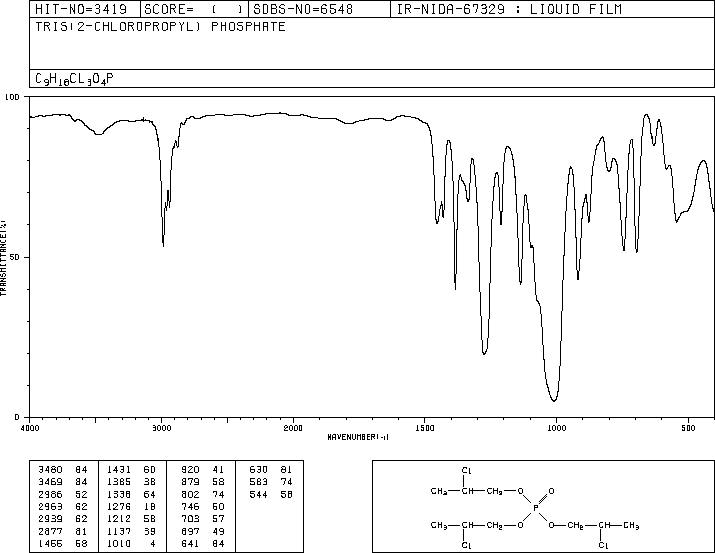 HIT-NO=3419 SCORE= ( ) SDBS-NO=6548 IR-NIDA-67329 : LIQUID FILM
TRIS(2-CHLOROPROPYL) PHOSPHATE
C9H18CL3O4P
100
50
0
TRANSMITTANCE(%)
4000 3000 2000 1500 1000 500
WAVENUMBER(-1)
3480 84 1431 60 920 41 630 81
3469 84 1385 38 879 58 583 74
2986 52 1338 64 802 74 544 58
2963 62 1276 18 746 50
2939 62 1212 58 703 57
2877 81 1137 39 697 49
1456 58 1010 4 641 84
Cl
CH3 CH CH2 O O
P
CH3 CH CH2 O O CH2 CH CH3
Cl Cl